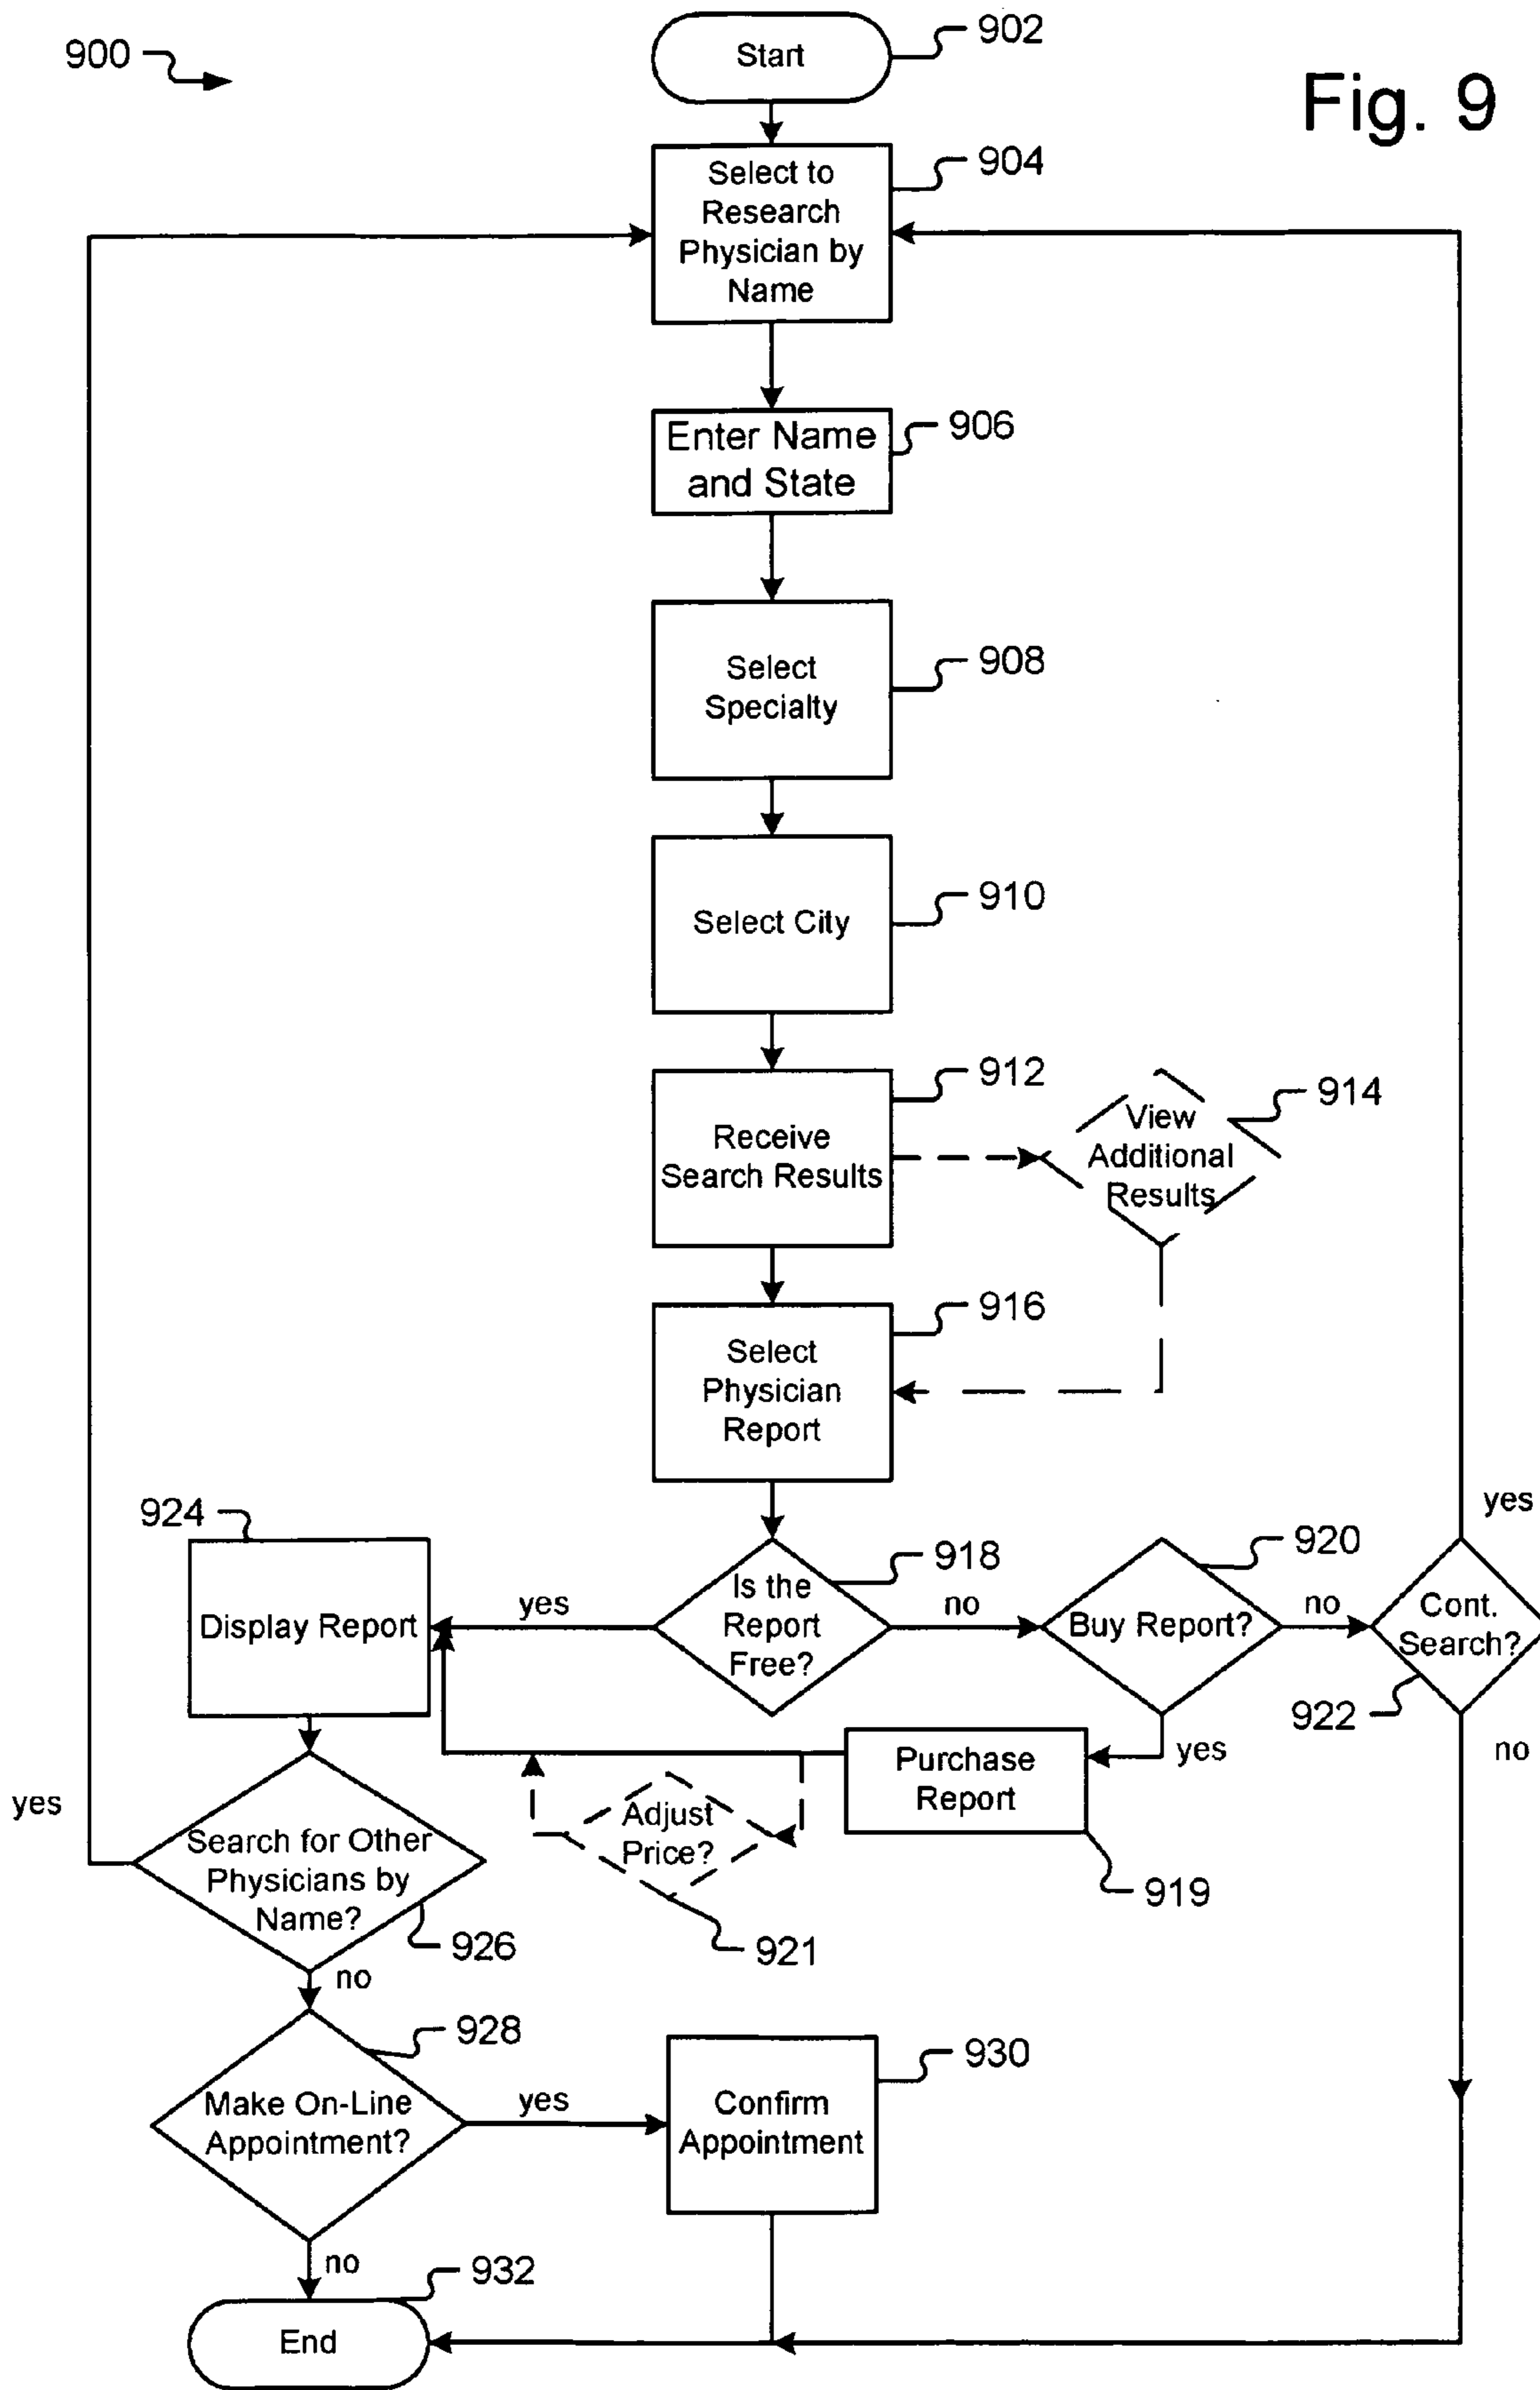 900
Start
902
Fig. 9
904
Select to
Research
Physician by
Name
906
Enter Name
and State
908
Select
Specialty
910
Select City
912
Receive
Search Results
914
View
Additional
Results
916
Select
Physician
Report
yes
924
918
920
Is the
Report
Free?
Display Report
yes
no
Buy Report?
no
Cont.
Search?
922
Purchase
Report
yes
no
919
Adjust
Price?
921
yes
Search for Other
Physicians by
Name?
926
no
928
930
Make On-Line
Appointment?
yes
Confirm
Appointment
no
932
End